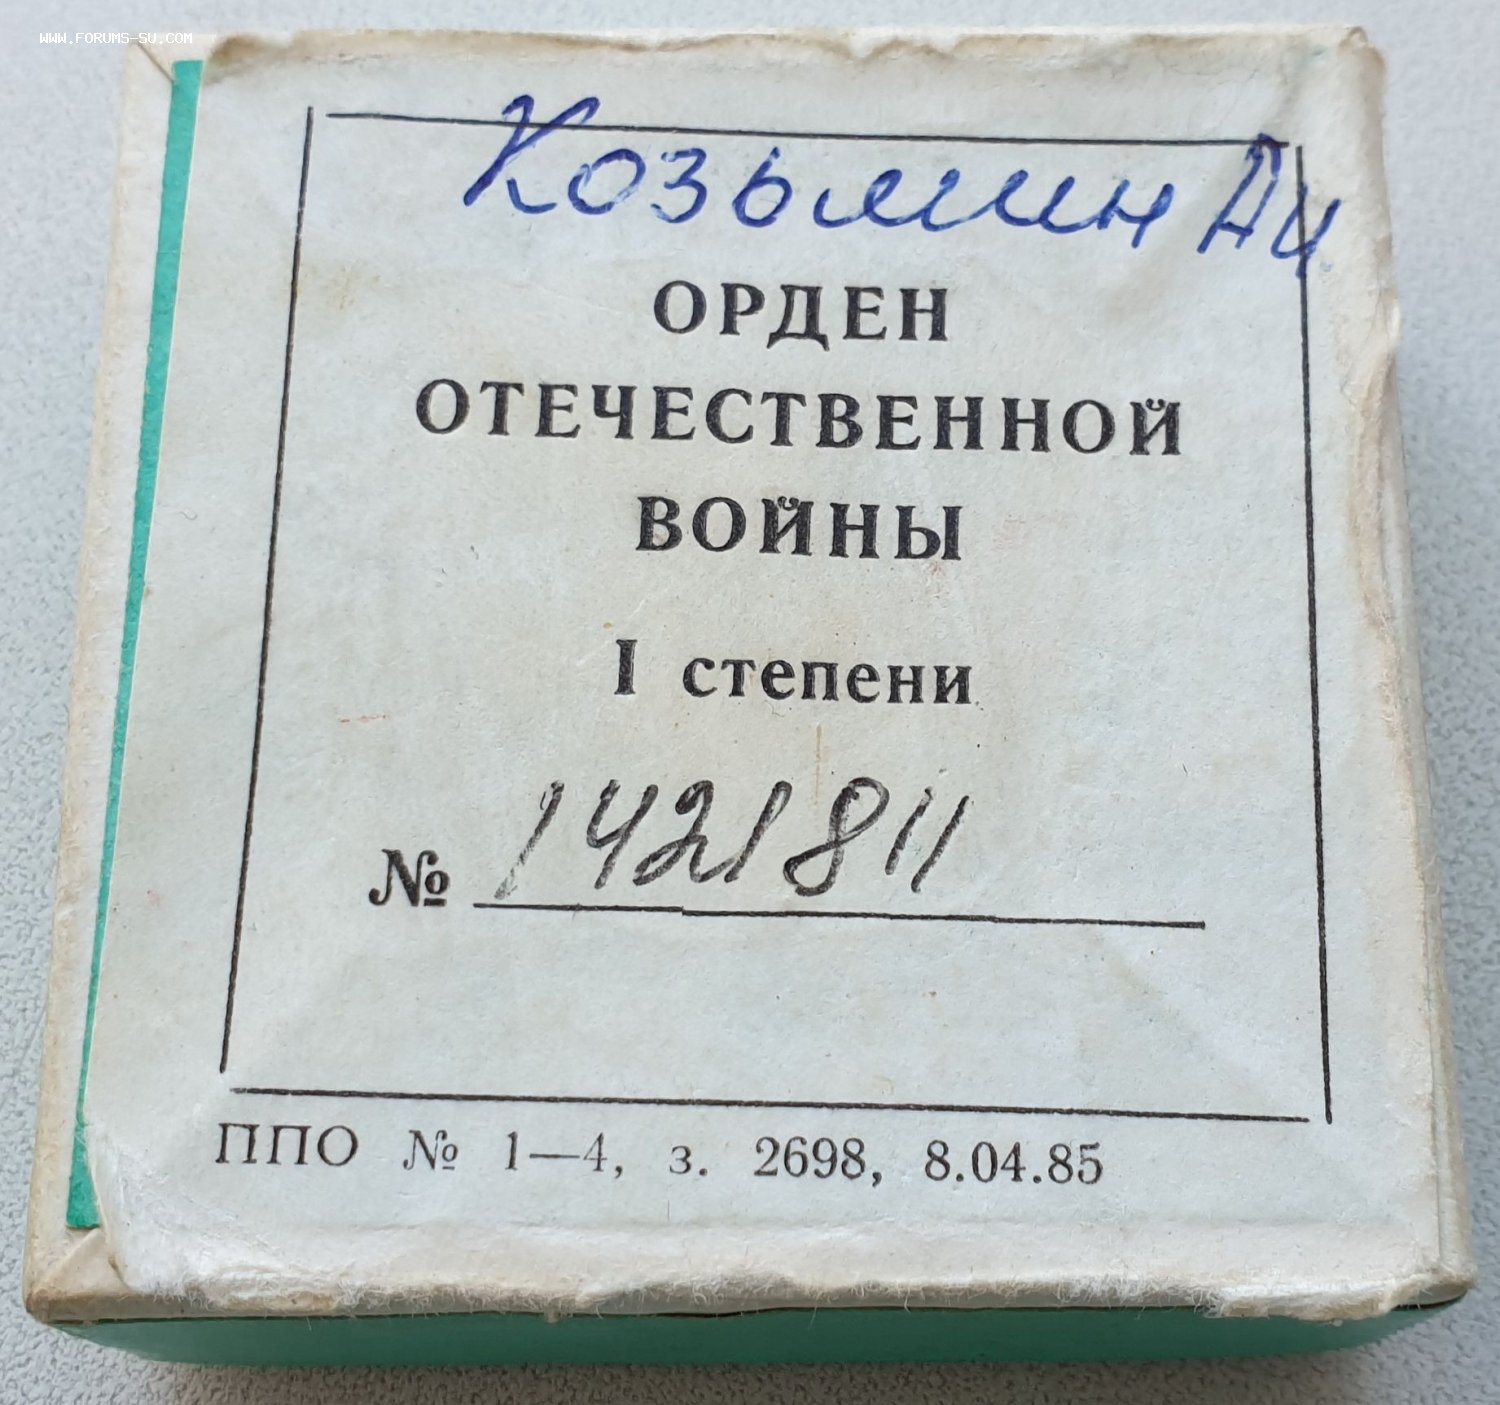 WWW.FORUMS-SU.COM
Козьмин АИ
ОРДЕН
ОТЕЧЕСТВЕННОЙ
ВОЙНЫ
I степени
№ 1421811
ППО № 1—4, з. 2698, 8.04.85